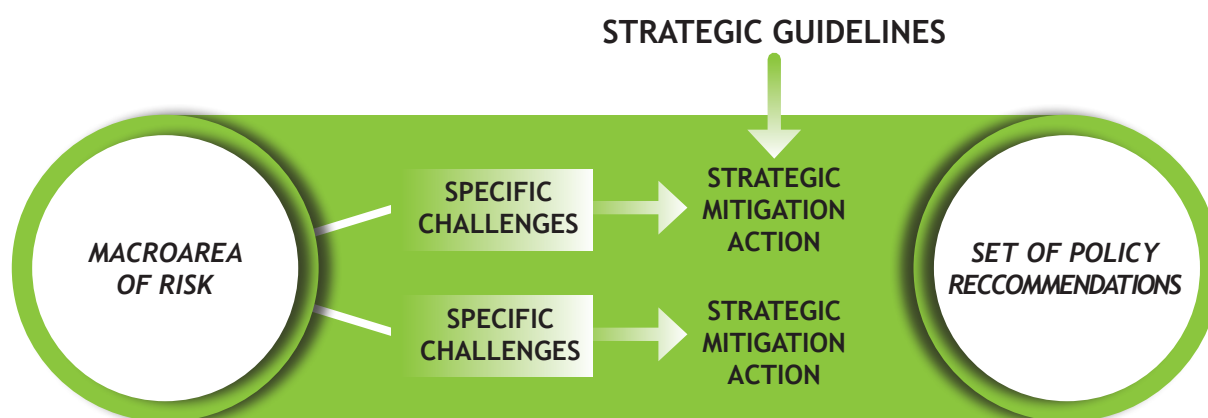 STRATEGIC GUIDELINES
MACROAREA
OF RISK
SPECIFIC
CHALLENGES
STRATEGIC
MITIGATION
ACTION
SPECIFIC
CHALLENGES
STRATEGIC
MITIGATION
ACTION
SET OF POLICY
RECCOMMENDATIONS